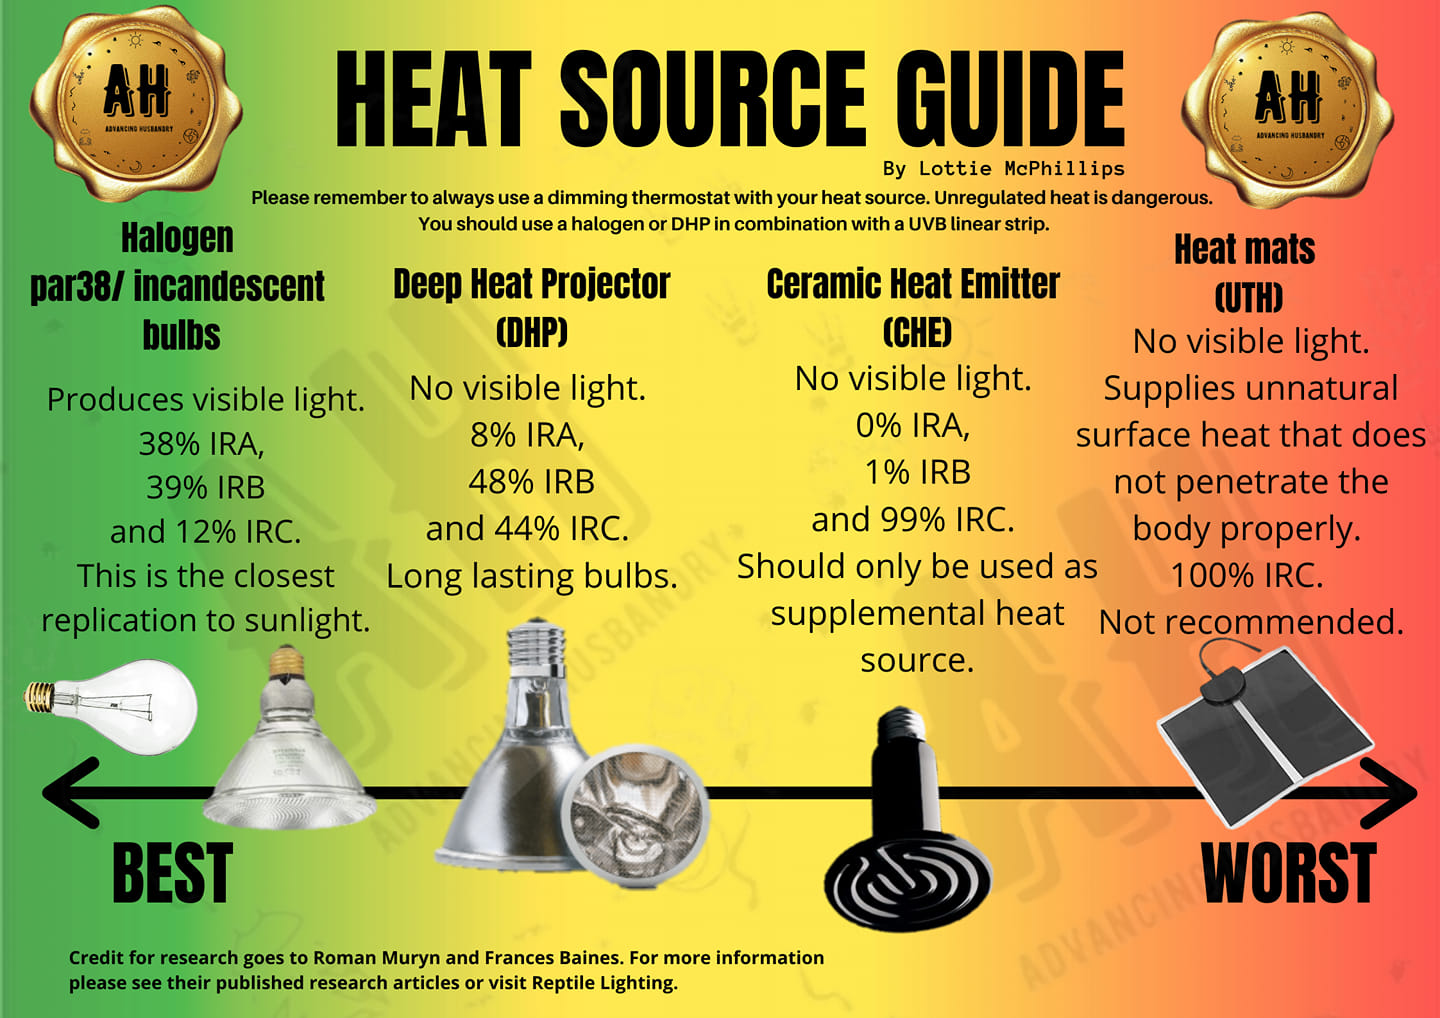 AH
ADVANCING HUSBANDRY
HEAT SOURCE GUIDE
AH
ADVANCING HUSBANDRY
By Lottie McPhillips
Please remember to always use a dimming thermostat with your heat source. Unregulated heat is dangerous.
You should use a halogen or DHP in combination with a UVB linear strip.
Halogen
par38/ incandescent
bulbs
Produces visible light.
38% IRA,
39% IRB
and 12% IRC.
This is the closest
replication to sunlight.
Deep Heat Projector
(DHP)
No visible light.
8% IRA,
48% IRB
and 44% IRC.
Long lasting bulbs.
Ceramic Heat Emitter
(CHE)
No visible light.
0% IRA,
1% IRB
and 99% IRC.
Should only be used as
supplemental heat
source.
Heat mats
(UTH)
No visible light.
Supplies unnatural
surface heat that does
not penetrate the
body properly.
100% IRC.
Not recommended.
BEST
WORST
AH
ADVANCING HUSBANDRY
AH
ADVANCING HUSBANDRY
Credit for research goes to Roman Muryn and Frances Baines. For more information
please see their published research articles or visit Reptile Lighting.